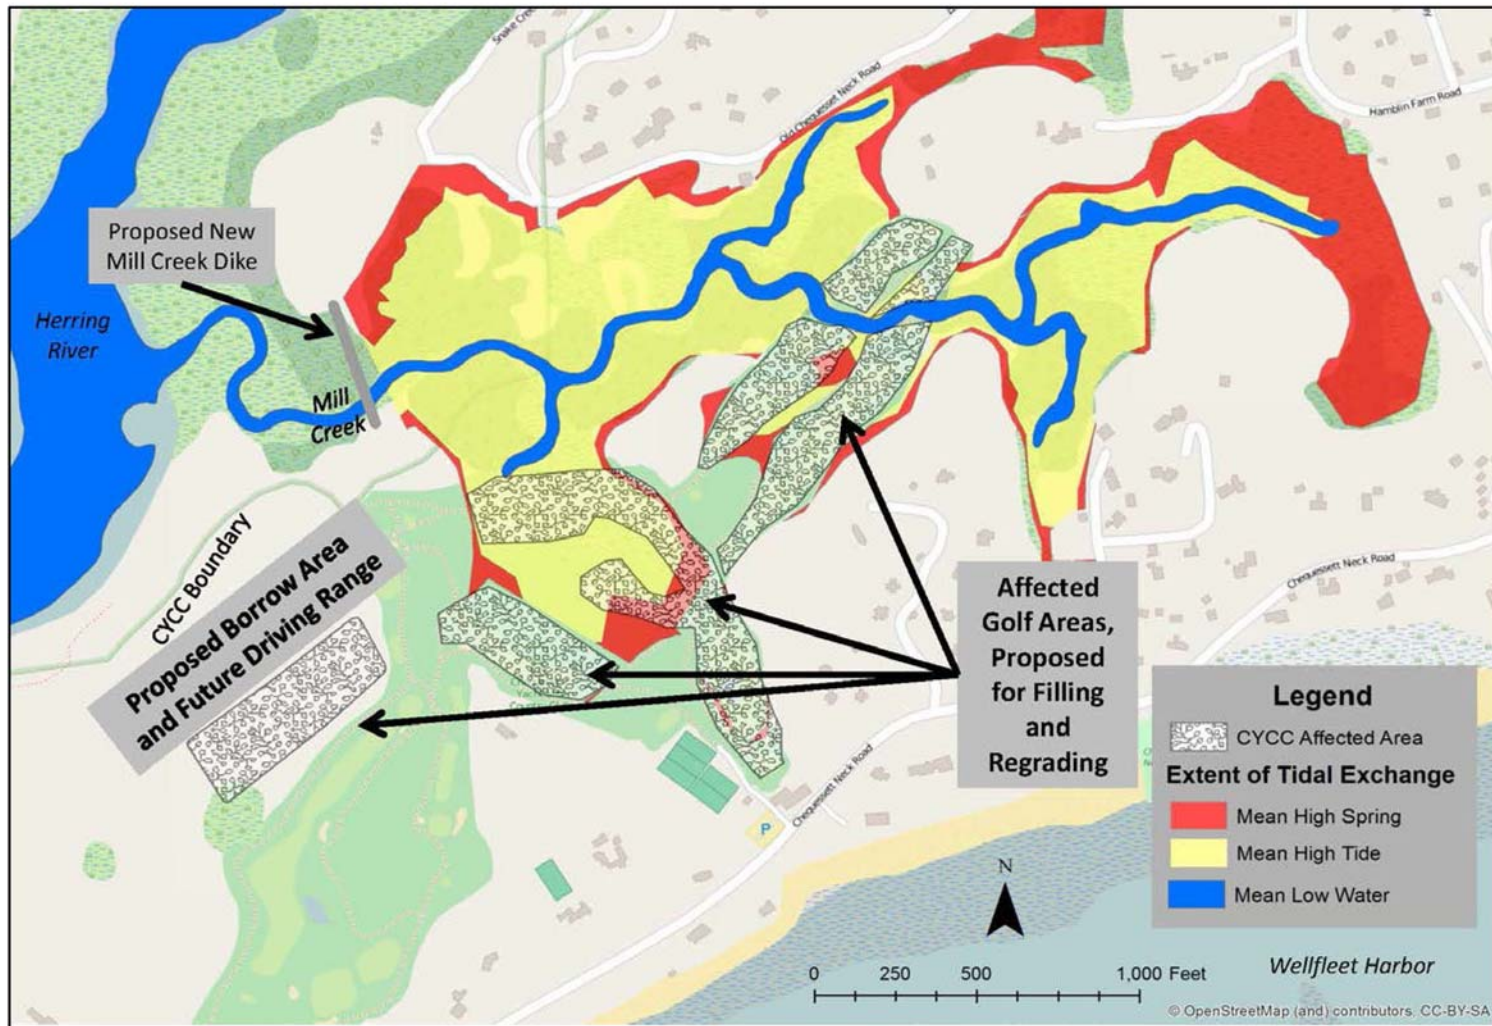 Snake Cree
Old Chequessett Neck Road
Hamblin Farm Road
Proposed New
Mill Creek Dike
Herring
River
Mill
Creek
CYCC Boundary
Proposed Borrow Area
and Future Driving Range
Chequessett Neck Road
Affected
Golf Areas,
Proposed
for Filling
and
Regrading
Chequessett Neck Road
P
N
0 250 500 1,000 Feet
Legend
CYCC Affected Area
Extent of Tidal Exchange
Mean High Spring
Mean High Tide
Mean Low Water
Wellfleet Harbor
© OpenStreetMap (and) contributors, CC-BY-SA